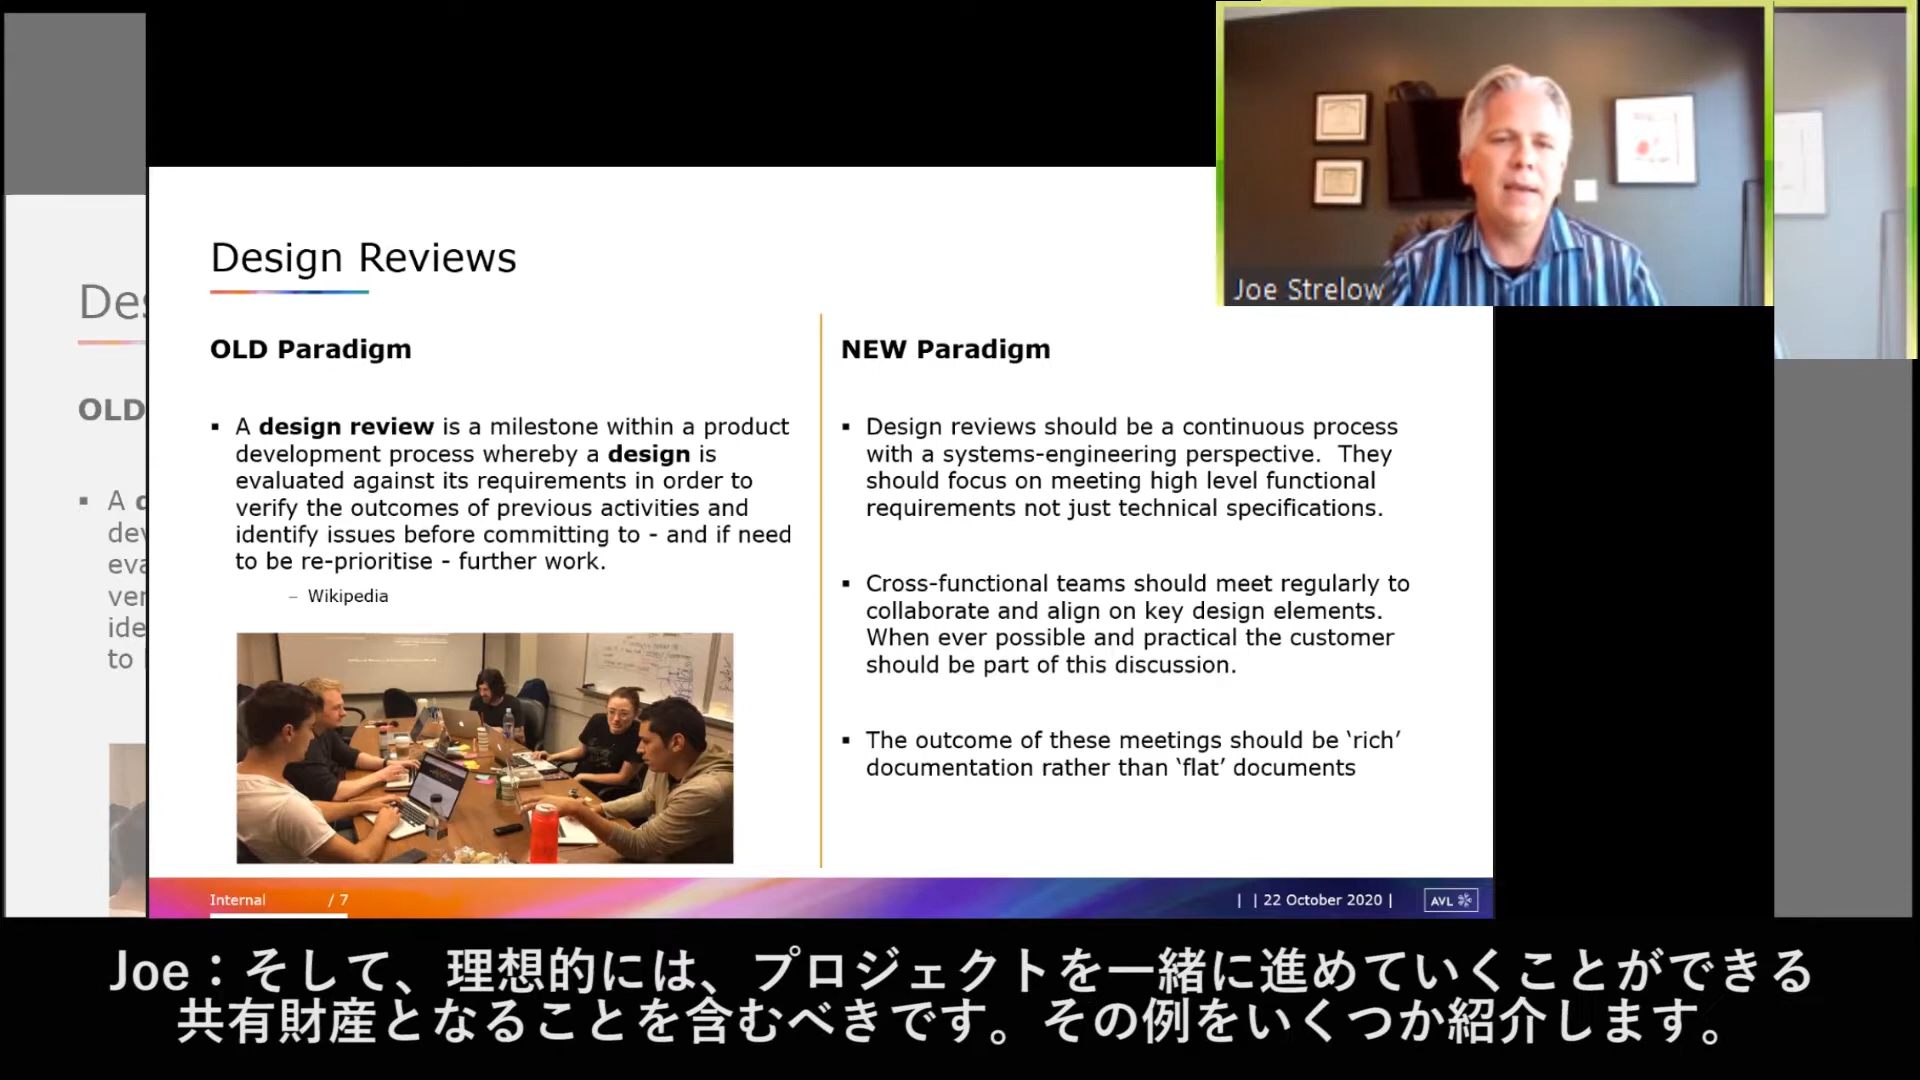 Design Reviews
OLD Paradigm
A design review is a milestone within a product
development process whereby a design is
evaluated against its requirements in order to
verify the outcomes of previous activities and
identify issues before committing to - and if need
to be re-prioritise - further work.
– Wikipedia
NEW Paradigm
Design reviews should be a continuous process
with a systems-engineering perspective. They
should focus on meeting high level functional
requirements not just technical specifications.
Cross-functional teams should meet regularly to
collaborate and align on key design elements.
When ever possible and practical the customer
should be part of this discussion.
The outcome of these meetings should be ‘rich’
documentation rather than ‘flat’ documents
Internal / 7
| | 22 October 2020 |
AVL
Joe Strelow
Des
OLD
A d
dev
eva
ver
ide
to
Joe：そして、理想的には、プロジェクトを一緒に進めていくことができる
共有財産となることを含むべきです。その例をいくつか紹介します。